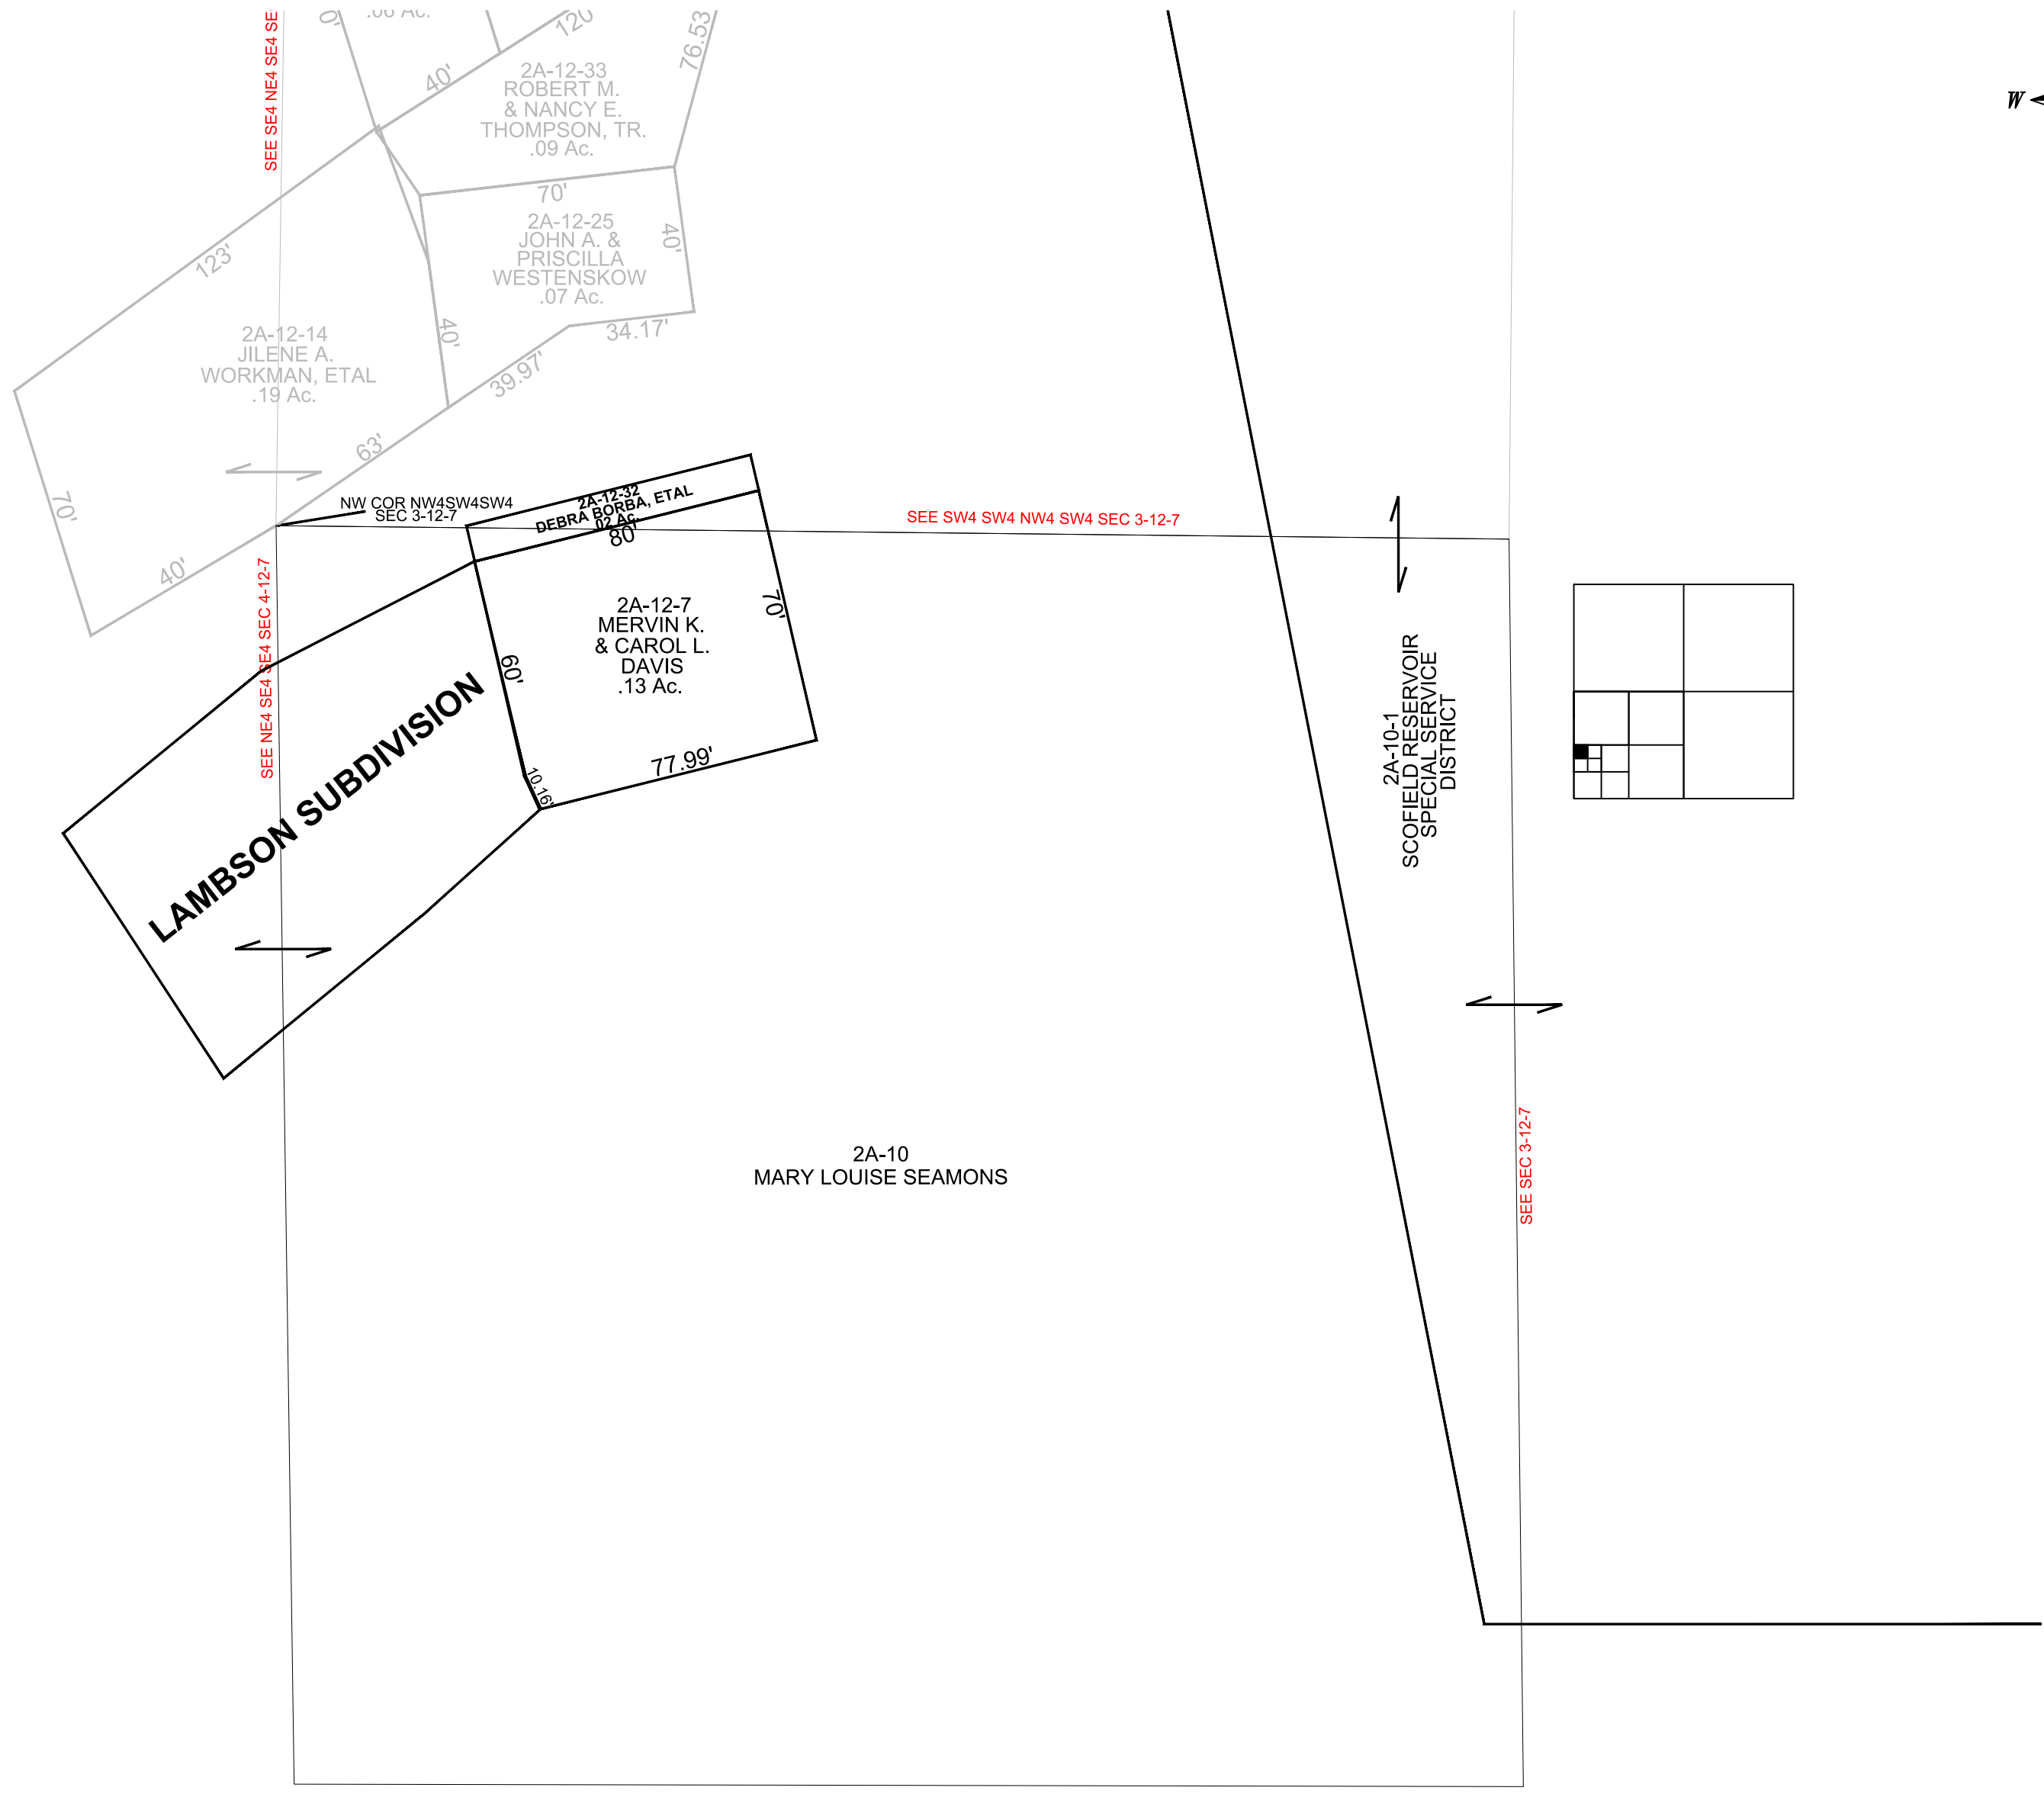 SEE SE4 NE4 SE4 SE
0'
.06 Ac.
120
40'
76.53
2A-12-33
ROBERT M.
& NANCY E.
THOMPSON, TR.
.09 Ac.
W
70'
2A-12-25
JOHN A. &
PRISCILLA
WESTENSKOW
.07 Ac.
40'
123'
40'
34.17'
39.97'
2A-12-14
JILENE A.
WORKMAN, ETAL
.19 Ac.
63'
70'
40'
NW COR NW4SW4SW4
SEC 3-12-7
2A-12-32
DEBRA BORBA, ETAL
02 Ac.
80'
SEE SW4 SW4 NW4 SW4 SEC 3-12-7
SEE NE4 SE4 SE4 SEC 4-12-7
2A-12-7
MERVIN K.
& CAROL L.
DAVIS
.13 Ac.
60'
70'
10.16'
77.99'
LAMBSON SUBDIVISION
2A-10-1
SCOFIELD RESERVOIR
SPECIAL SERVICE
DISTRICT
2A-10
MARY LOUISE SEAMONS
SEE SEC 3-12-7